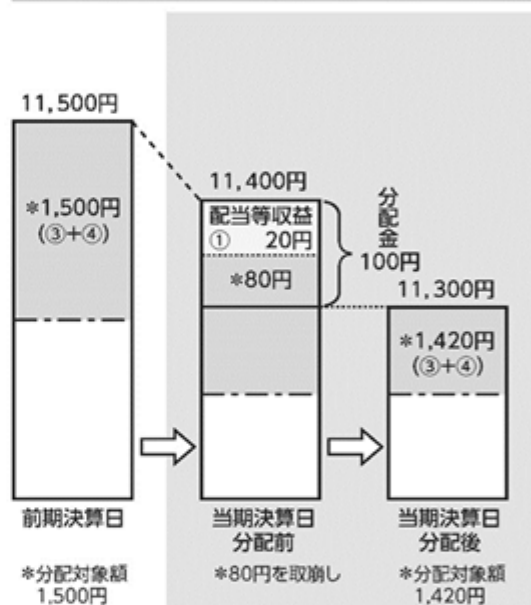 11,500円
*1,500円
(③+④)
前期決算日
*分配対象額
1,500円
11,400円
配当等収益
① 20円
*80円
分配金
100円
当期決算日
分配前
*80円を取崩し
11,300円
*1,420円
(③+④)
当期決算日
分配後
*分配対象額
1,420円